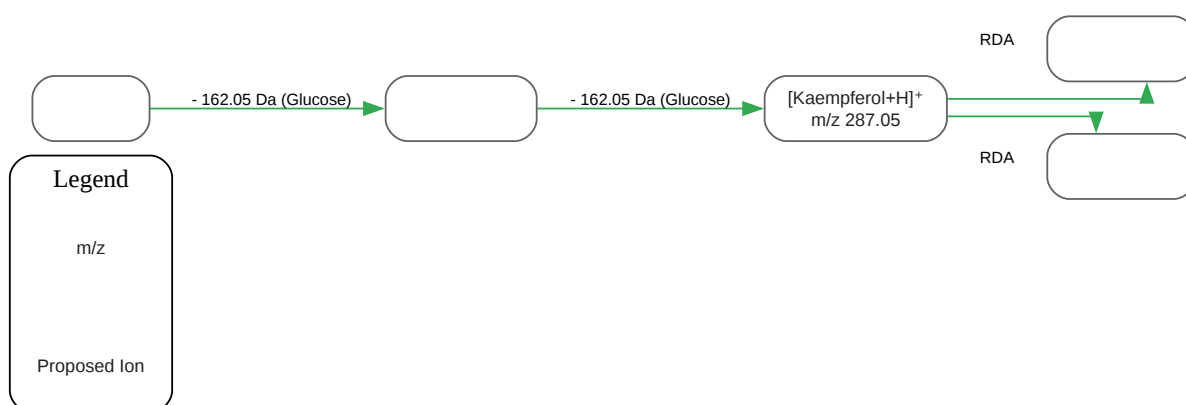 RDA
- 162.05 Da (Glucose)
- 162.05 Da (Glucose)
[Kaempferol+H]⁺
m/z 287.05
RDA
Legend
m/z
Proposed Ion